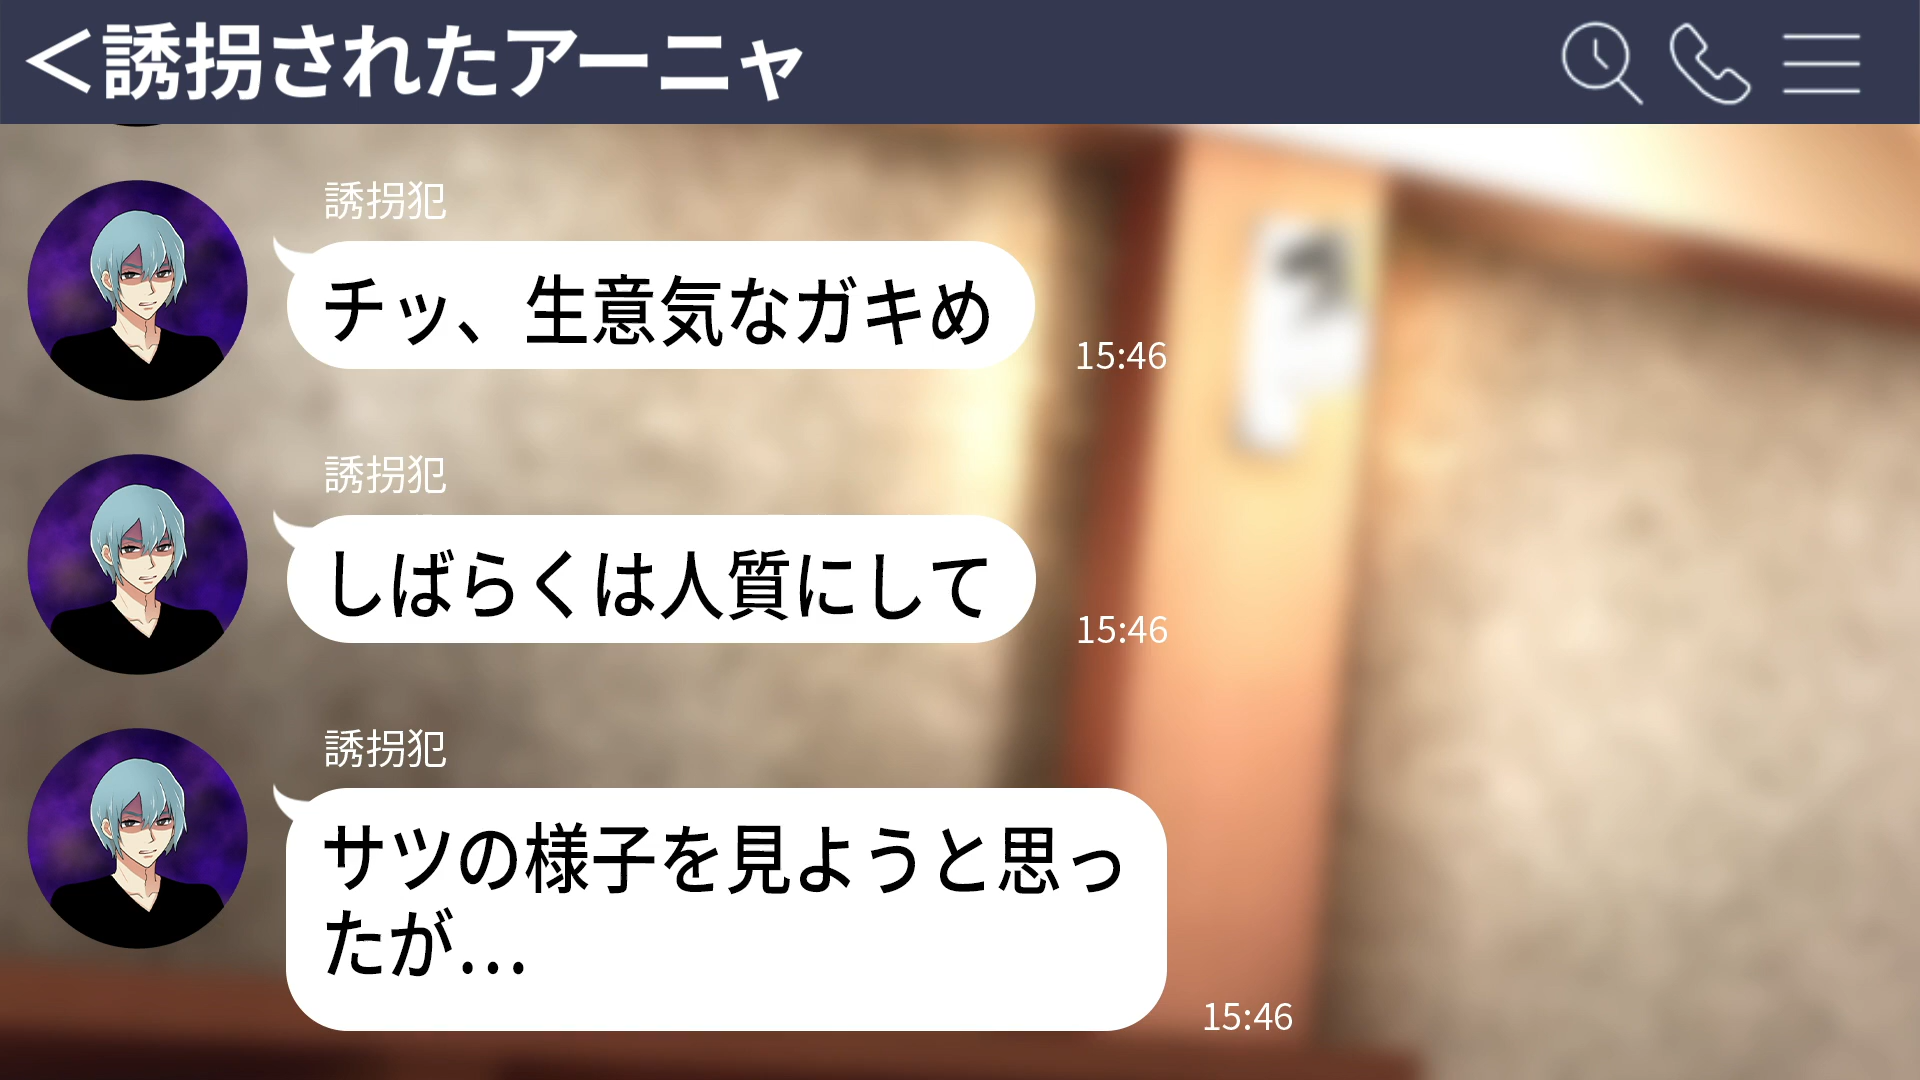 ＜誘拐されたアーニャ
誘拐犯
チッ、生意気なガキめ
15:46
誘拐犯
しばらくは人質にして
15:46
誘拐犯
サツの様子を見ようと思っ
たが…
15:46